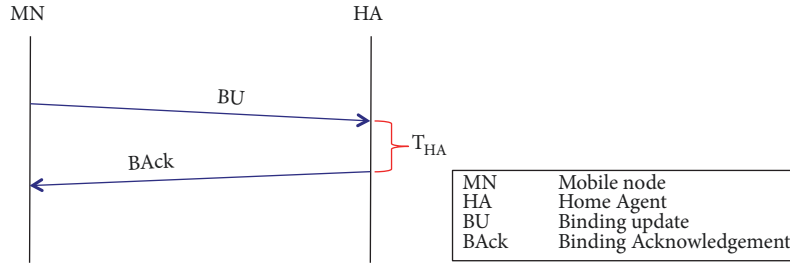 MN HA
BU
T_HA
BAck
MN Mobile node
HA Home Agent
BU Binding update
BAck Binding Acknowledgement